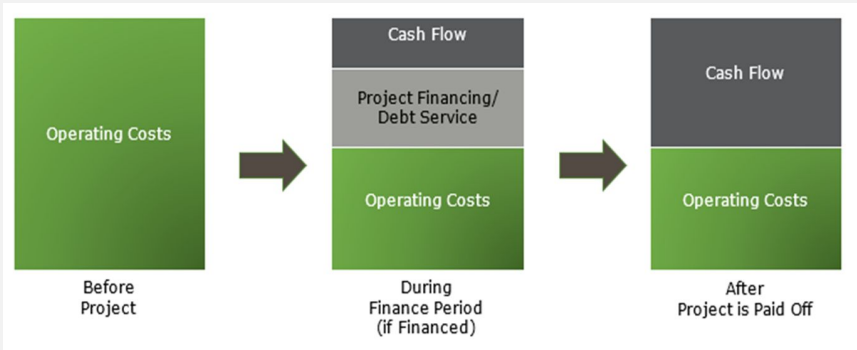 Operating Costs
Before
Project
Cash Flow
Project Financing/
Debt Service
Operating Costs
During
Finance Period
(if Financed)
Cash Flow
Operating Costs
After
Project is Paid Off